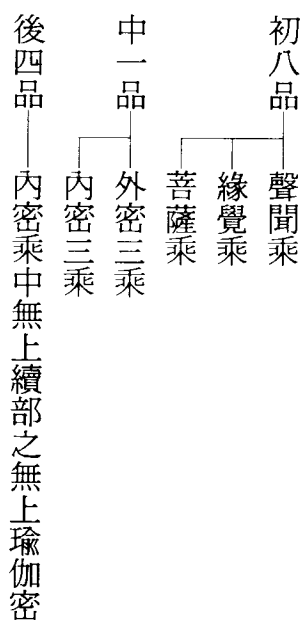 初八品
聲聞乘
緣覺乘
菩薩乘
中一品
外密三乘
內密三乘
後四品
內密乘中無上續部之無上瑜伽密